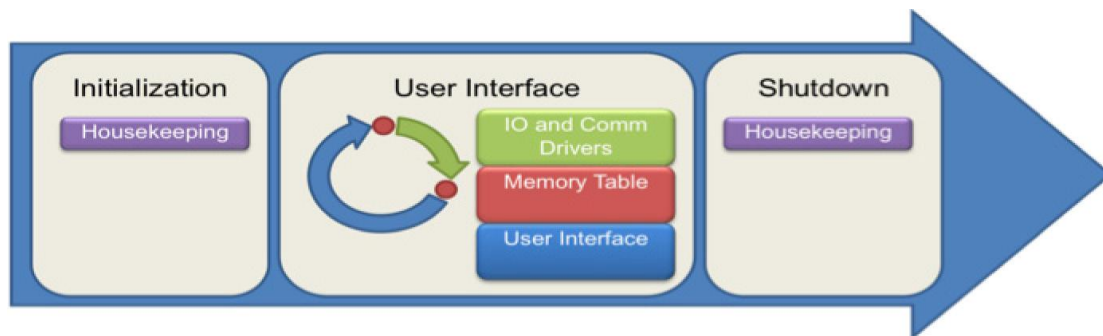 Initialization
Housekeeping
User Interface
IO and Comm
Drivers
Memory Table
User Interface
Shutdown
Housekeeping